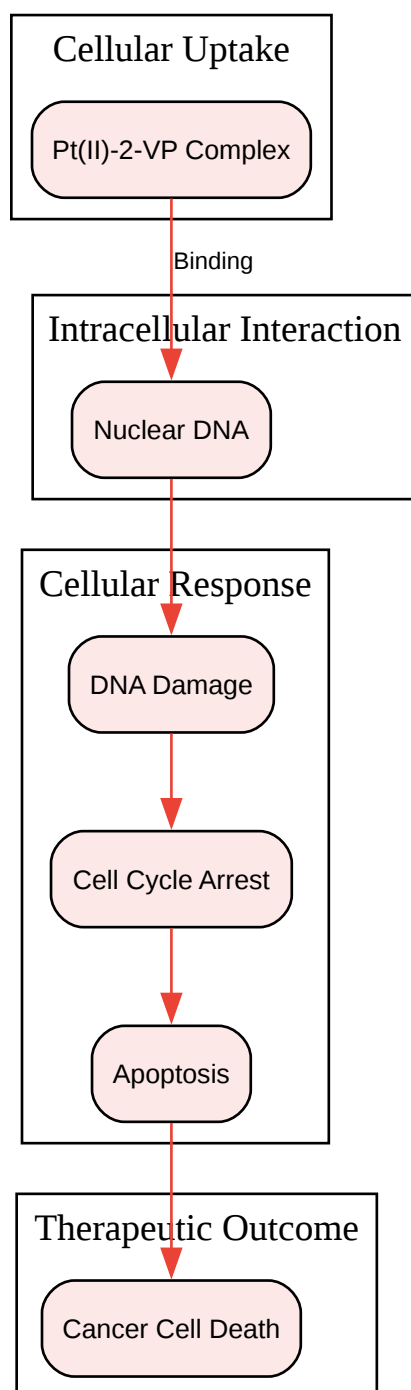 Cellular Uptake
Pt(II)-2-VP Complex
Binding
Intracellular Interaction
Nuclear DNA
Cellular Response
DNA Damage
Cell Cycle Arrest
Apoptosis
Therapeutic Outcome
Cancer Cell Death